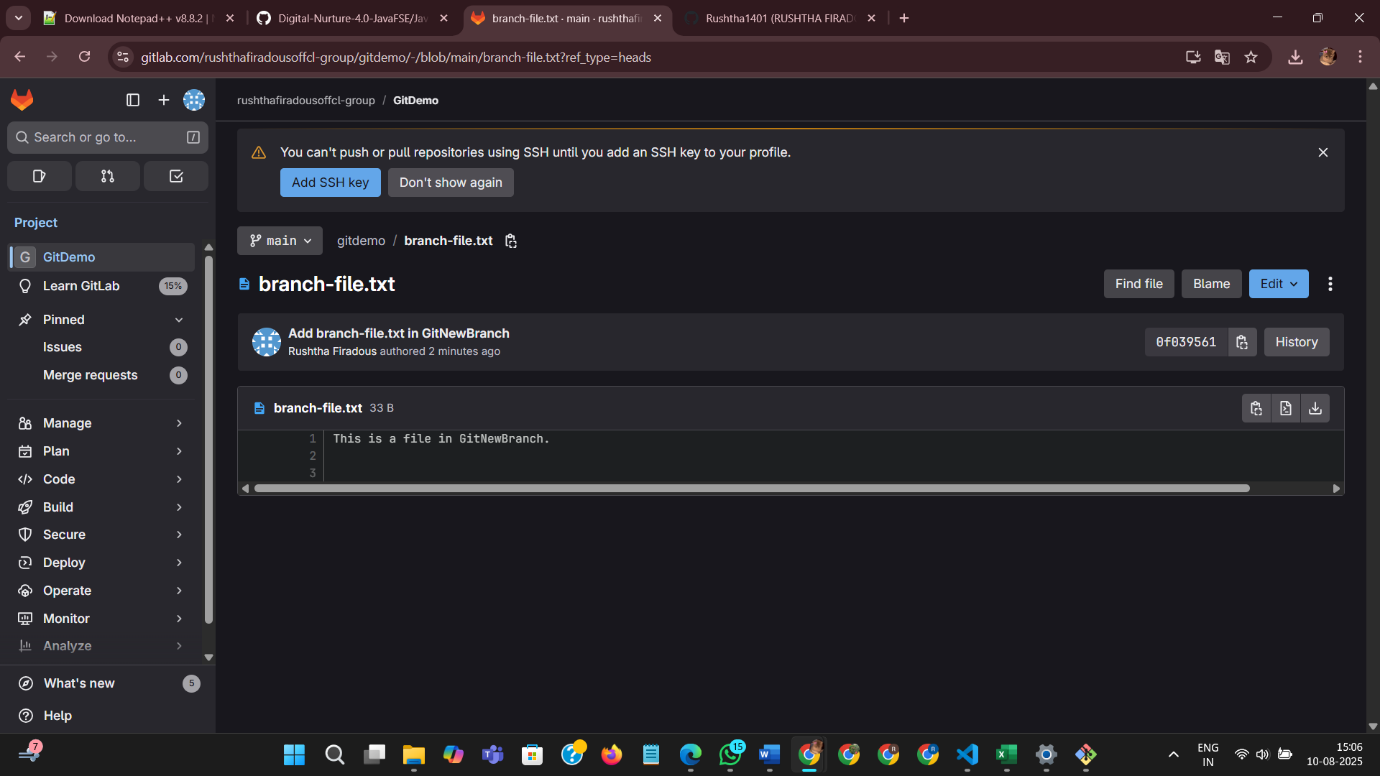 Download Notepad++ v8.8.2 |
Digital-Nurture-4.0-JavaFSE/Jav
branch-file.txt · main · rushthafi
Rushtha1401 (RUSHTHA FIRAD
gitlab.com/rushthafiradousoffcl-group/gitdemo/-/blob/main/branch-file.txt?ref_type=heads
rushthafiradousoffcl-group / GitDemo
Search or go to... /
You can't push or pull repositories using SSH until you add an SSH key to your profile.
Add SSH key Don't show again
Project
G GitDemo
Learn GitLab 15%
Pinned
Issues 0
Merge requests 0
Manage
Plan
Code
Build
Secure
Deploy
Operate
Monitor
Analyze
What's new 5
Help
main gitdemo / branch-file.txt
branch-file.txt
Find file Blame Edit
Add branch-file.txt in GitNewBranch
Rushtha Firadous authored 2 minutes ago
0f039561 History
branch-file.txt 33 B
1 This is a file in GitNewBranch.
2
3
7
15
ENG
IN
15:06
10-08-2025